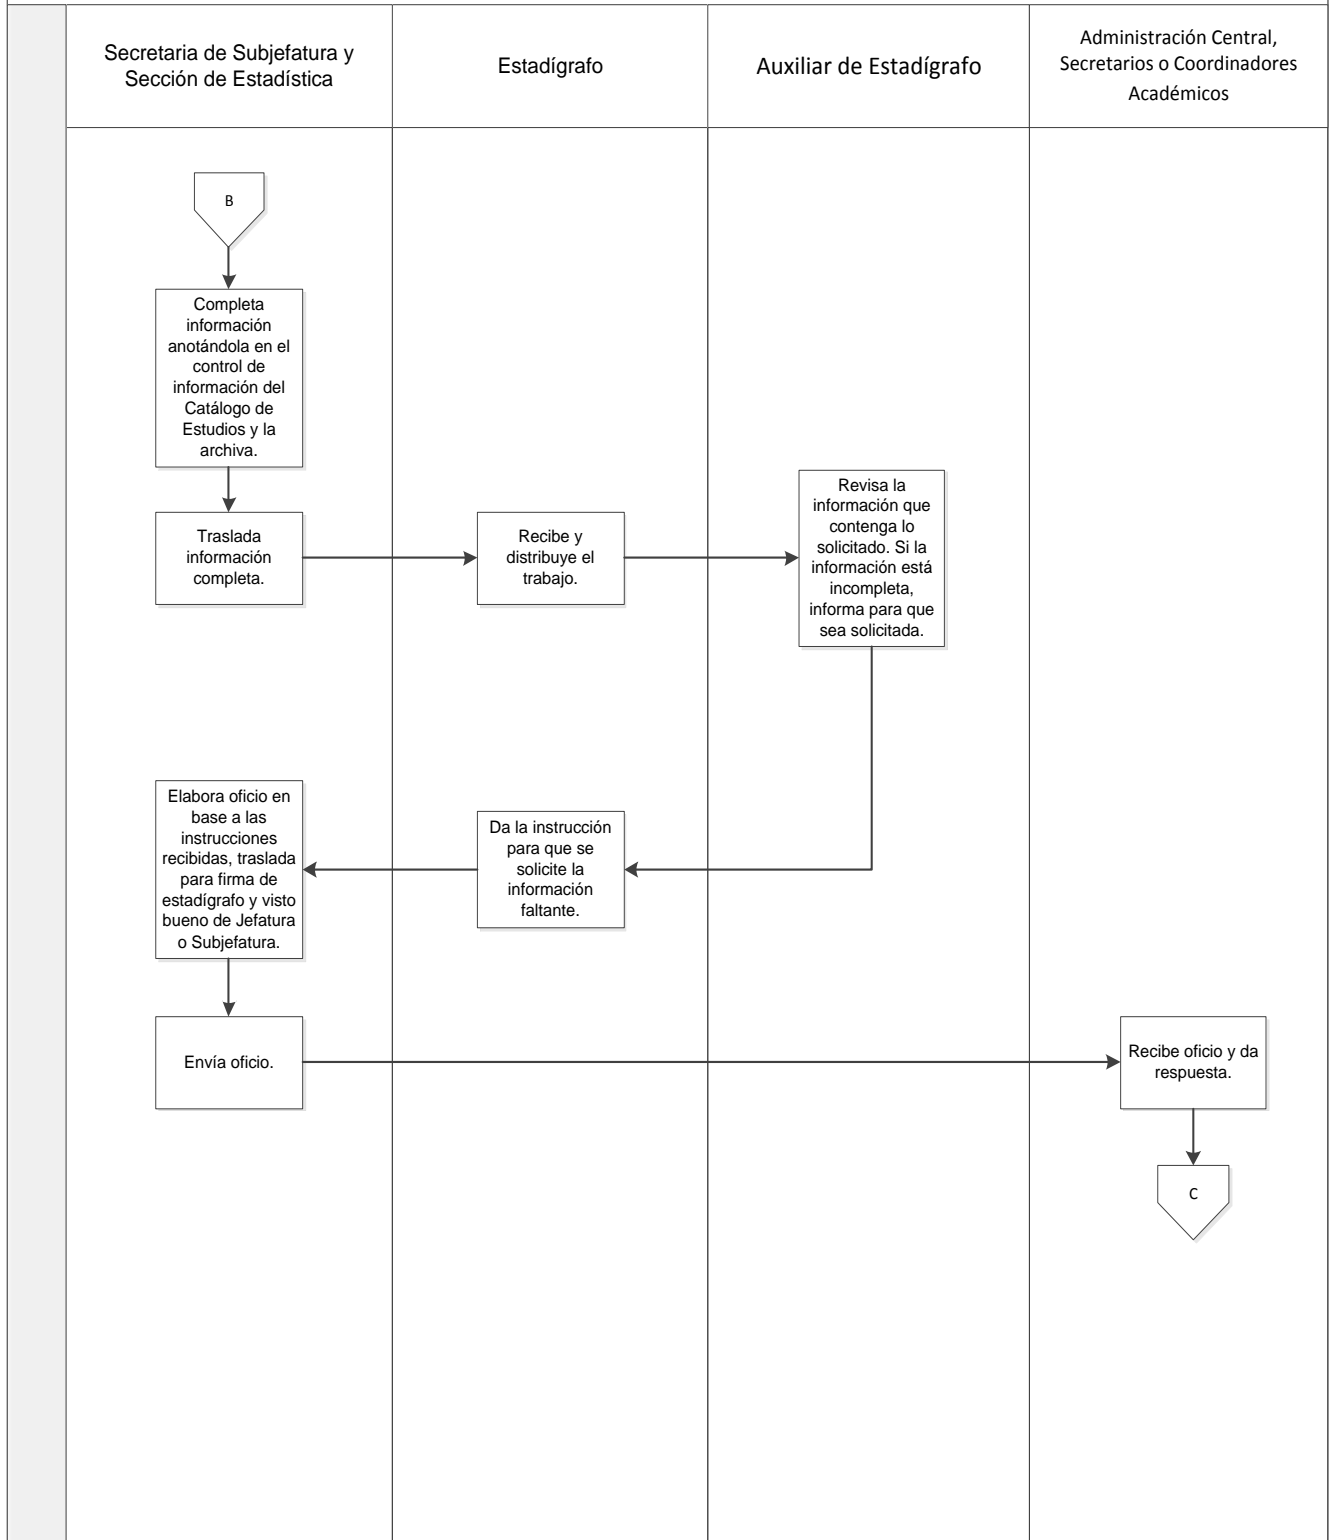 Secretaria de Subjefatura y
Sección de Estadística
Estadígrafo
Auxiliar de Estadígrafo
Administración Central,
Secretarios o Coordinadores
Académicos
B
Completa
información
anotándola en el
control de
información del
Catálogo de
Estudios y la
archiva.
Traslada
información
completa.
Recibe y
distribuye el
trabajo.
Revisa la
información que
contenga lo
solicitado. Si la
información está
incompleta,
informa para que
sea solicitada.
Da la instrucción
para que se
solicite la
información
faltante.
Elabora oficio en
base a las
instrucciones
recibidas, traslada
para firma de
estadígrafo y visto
bueno de Jefatura
o Subjefatura.
Envía oficio.
Recibe oficio y da
respuesta.
C